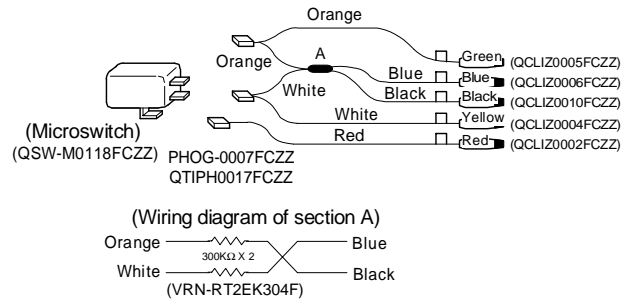 Orange
Orange
A
White
Blue
Black
White
Red
Green (QCLIZ0005FCZZ)
Blue (QCLIZ0006FCZZ)
Black (QCLIZ0010FCZZ)
Yellow (QCLIZ0004FCZZ)
Red (QCLIZ0002FCZZ)
(Microswitch)
(QSW-M0118FCZZ)
PHOG-0007FCZZ
QTIPH0017FCZZ
(Wiring diagram of section A)
Orange Blue
300KΩ X 2
White Black
(VRN-RT2EK304F)